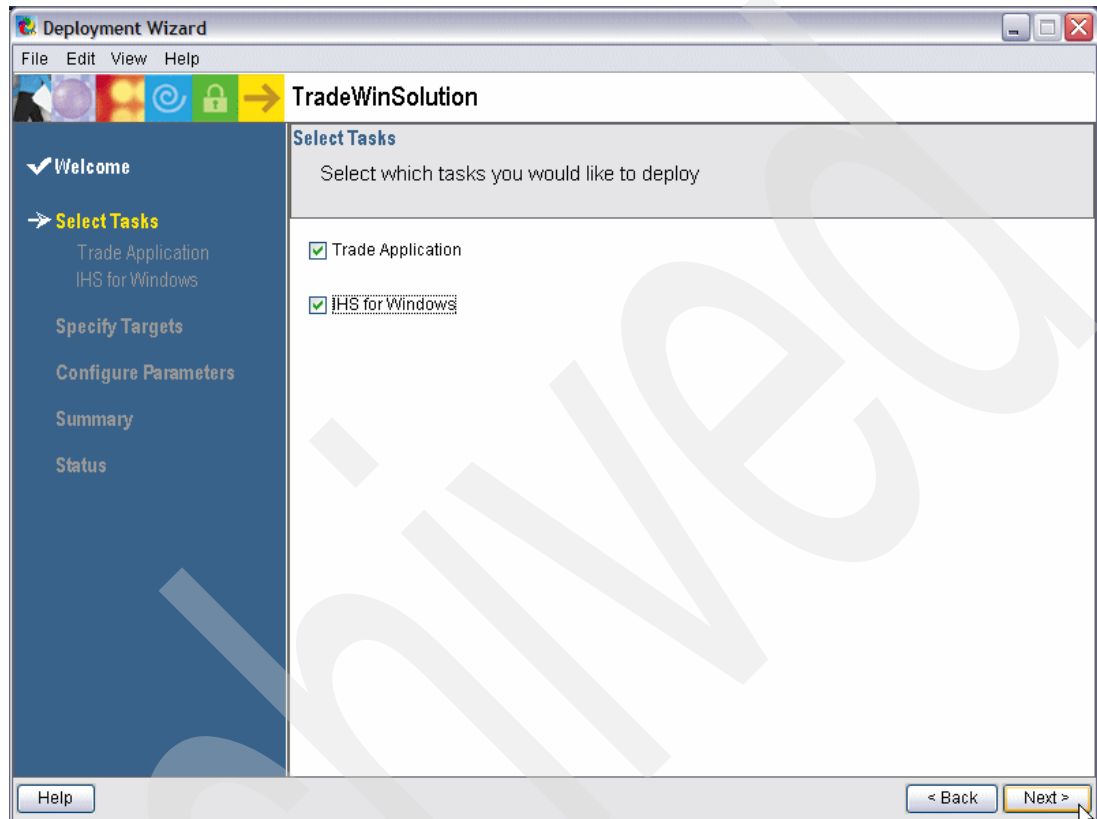 Deployment Wizard
File Edit View Help
TradeWinSolution
Welcome
Select Tasks
Trade Application
IHS for Windows
Specify Targets
Configure Parameters
Summary
Status
Select Tasks
Select which tasks you would like to deploy
Trade Application
IHS for Windows
Help
< Back
Next >